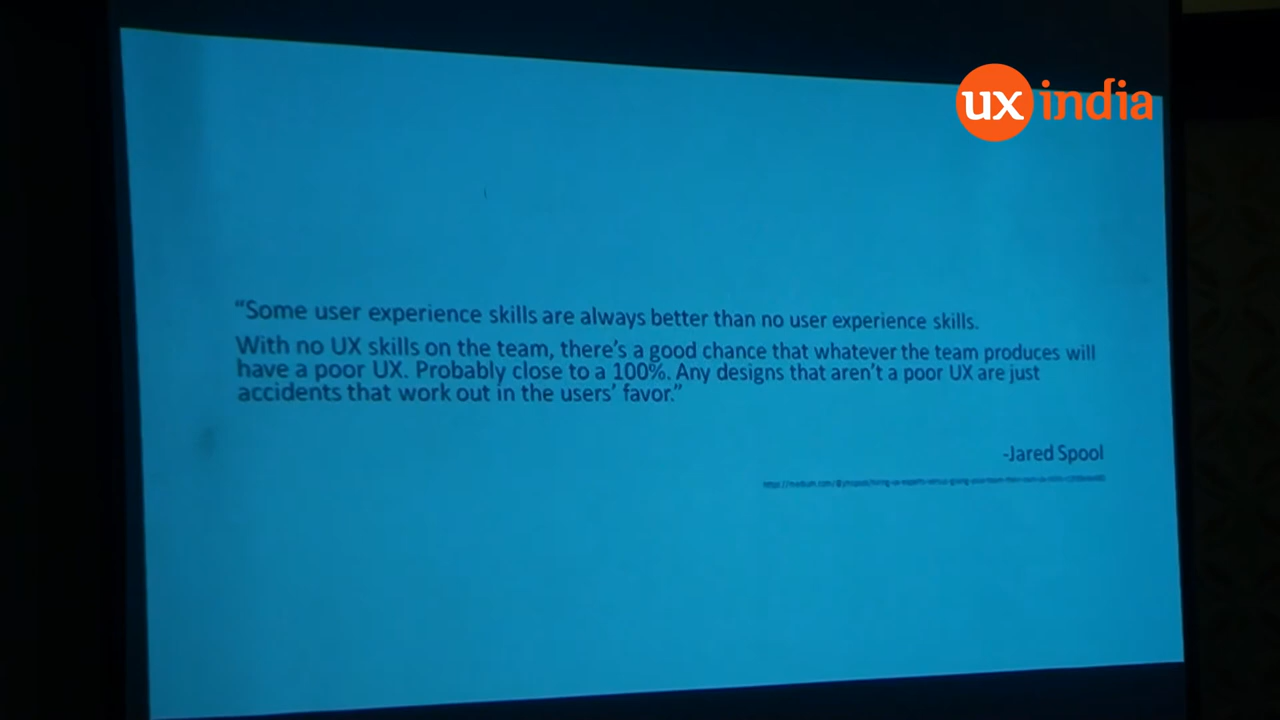 ux india
“Some user experience skills are always better than no user experience skills.
With no UX skills on the team, there’s a good chance that whatever the team produces will
have a poor UX. Probably close to a 100%. Any designs that aren’t a poor UX are just
accidents that work out in the users’ favor.”
-Jared Spool